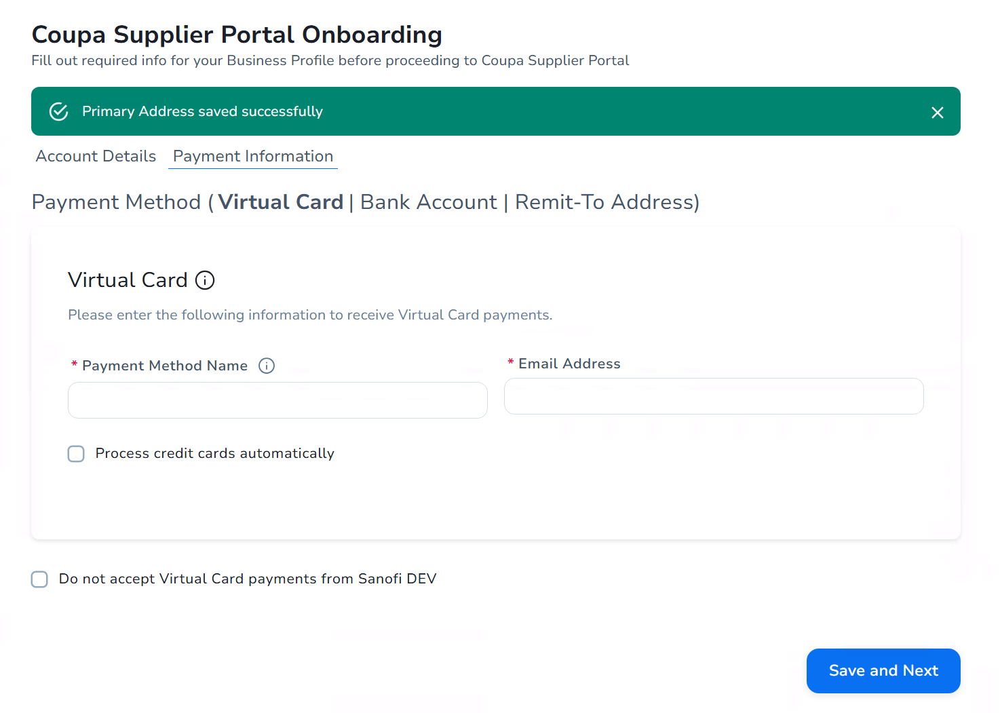 Coupa Supplier Portal Onboarding
Fill out required info for your Business Profile before proceeding to Coupa Supplier Portal
Primary Address saved successfully
Account Details Payment Information
Payment Method (Virtual Card | Bank Account | Remit-To Address)
Virtual Card
Please enter the following information to receive Virtual Card payments.
* Payment Method Name * Email Address
Process credit cards automatically
Do not accept Virtual Card payments from Sanofi DEV
Save and Next